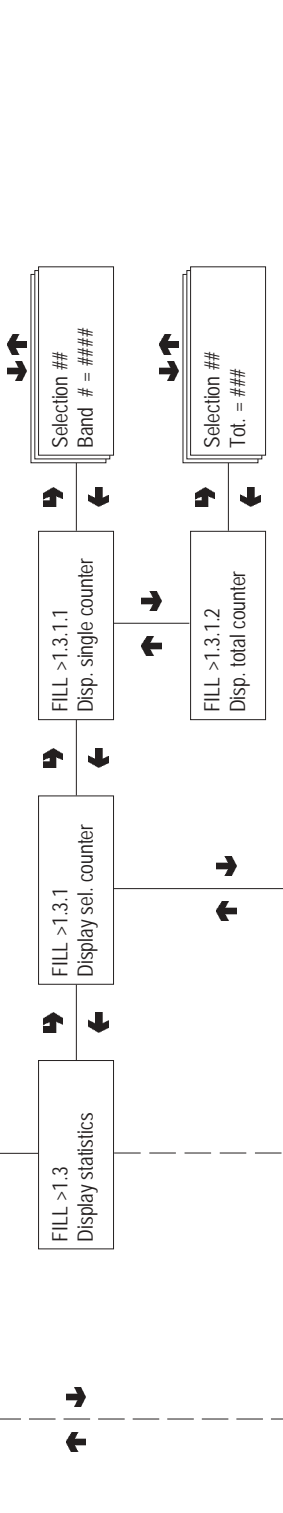 FILL >1.3
Display statistics
FILL >1.3.1
Display sel. counter
FILL >1.3.1.1
Disp. single counter
Selection ##
Band # = ####
FILL >1.3.1.2
Disp. total counter
Selection ##
Tot. = ###